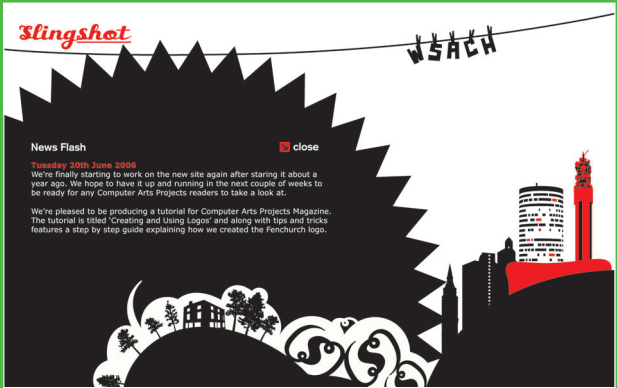 Slingshot
WSACH
News Flash
close
Tuesday 20th June 2006
We're finally starting to work on the new site again after staring it about a
year ago. We hope to have it up and running in the next couple of weeks to
be ready for any Computer Arts Projects readers to take a look at.
We're pleased to be producing a tutorial for Computer Arts Projects Magazine.
The tutorial is titled 'Creating and Using Logos' and along with tips and tricks
features a step by step guide explaining how we created the Fenchurch logo.